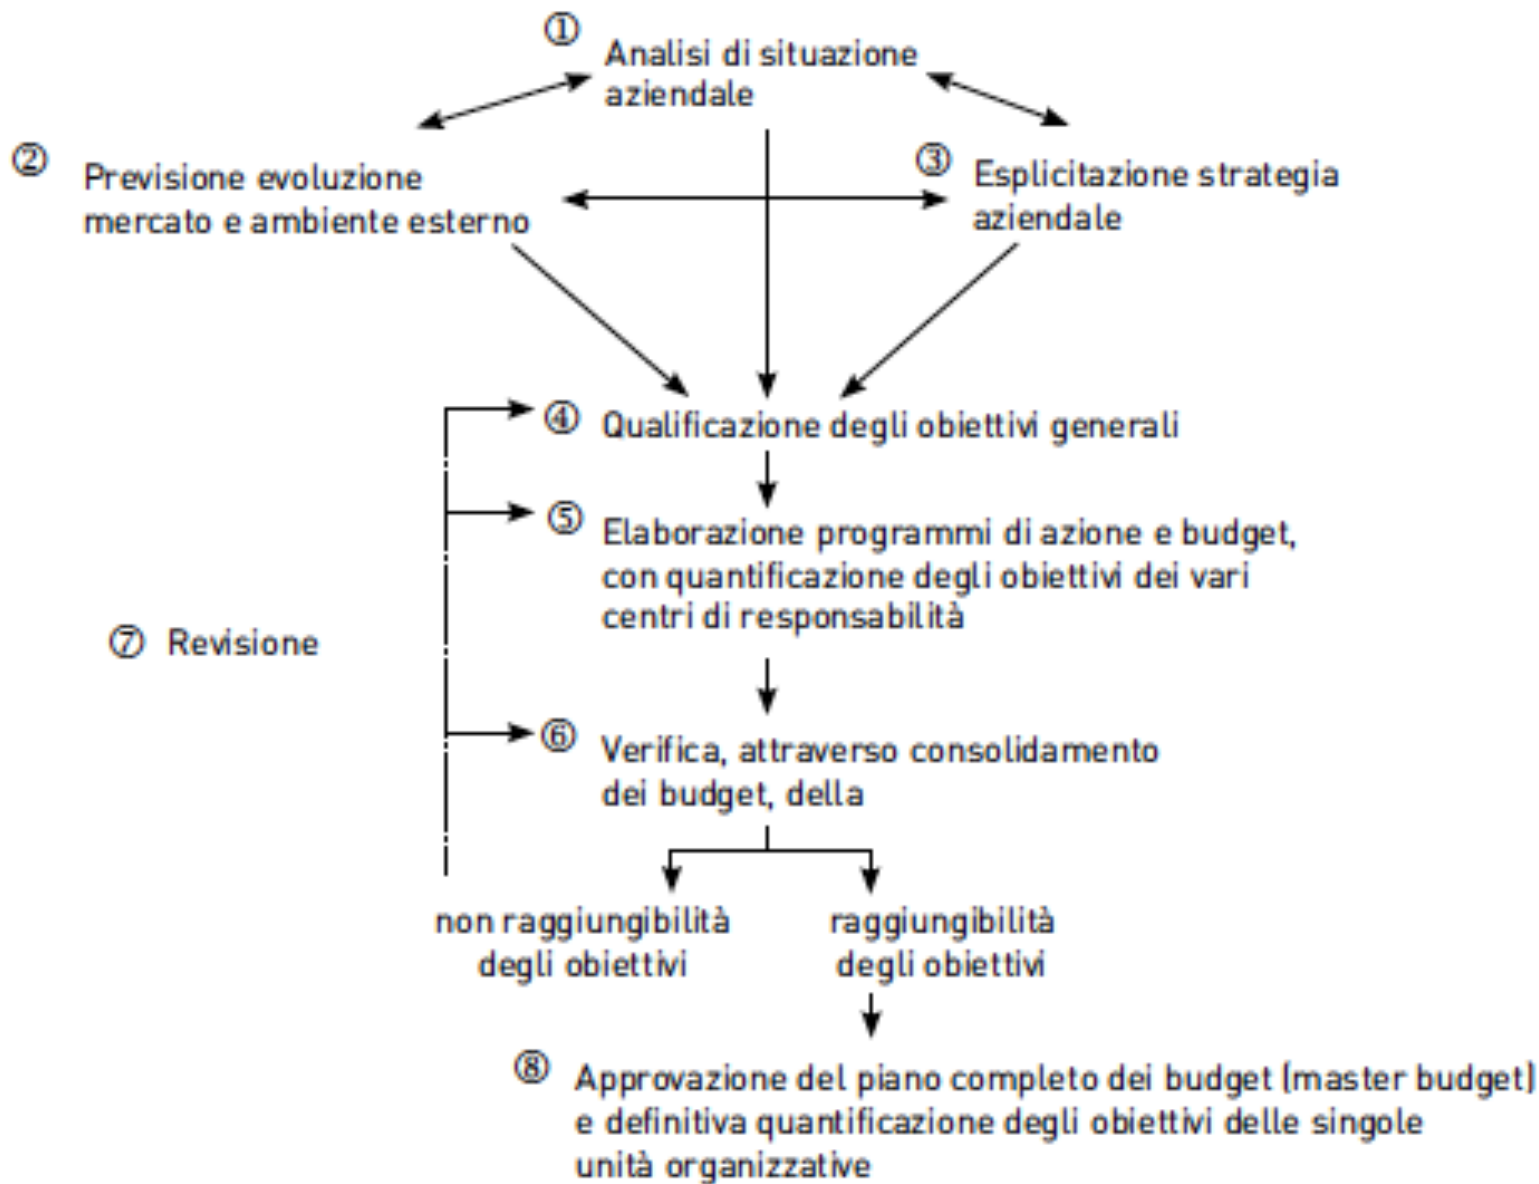 ① Analisi di situazione
aziendale
② Previsione evoluzione
mercato e ambiente esterno
③ Esplicitazione strategia
aziendale
④ Qualificazione degli obiettivi generali
⑤ Elaborazione programmi di azione e budget,
con quantificazione degli obiettivi dei vari
centri di responsabilità
⑦ Revisione
⑥ Verifica, attraverso consolidamento
dei budget, della
non raggiungibilità
degli obiettivi
raggiungibilità
degli obiettivi
⑧ Approvazione del piano completo dei budget (master budget)
e definitiva quantificazione degli obiettivi delle singole
unità organizzative